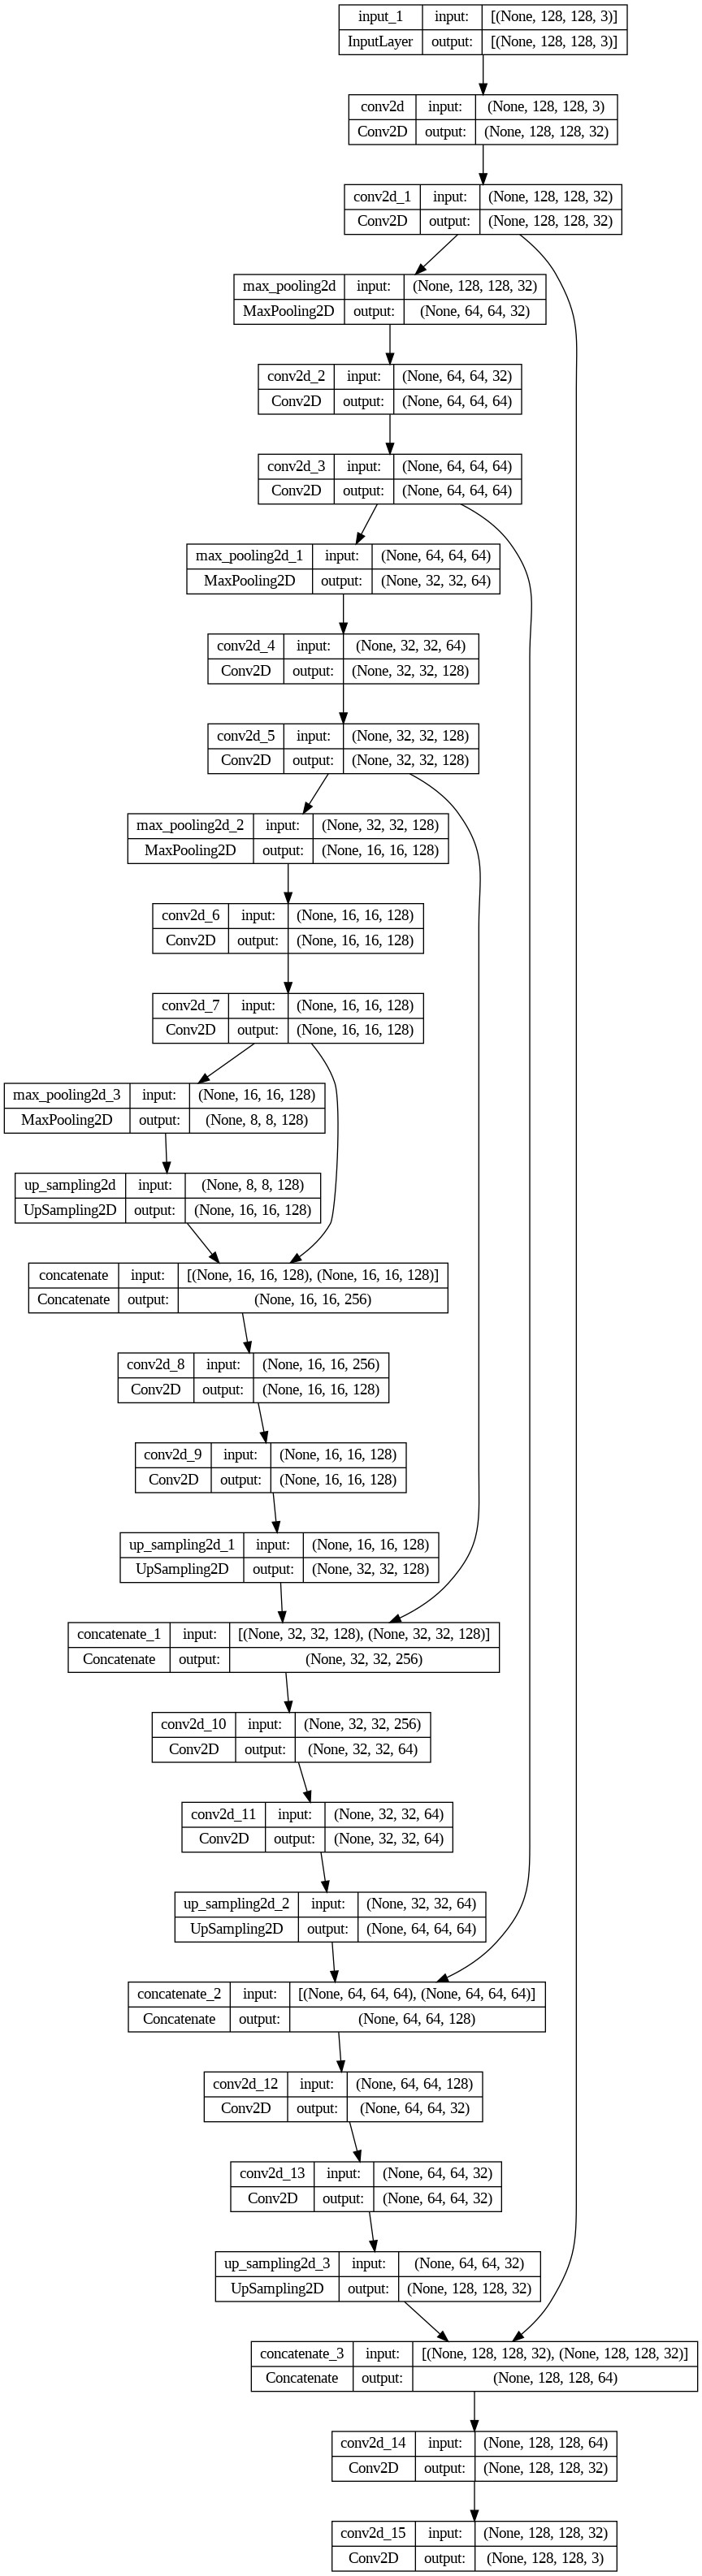 input_1 input: [(None, 128, 128, 3)]
InputLayer output: [(None, 128, 128, 3)]
conv2d input: (None, 128, 128, 3)
Conv2D output: (None, 128, 128, 32)
conv2d_1 input: (None, 128, 128, 32)
Conv2D output: (None, 128, 128, 32)
max_pooling2d input: (None, 128, 128, 32)
MaxPooling2D output: (None, 64, 64, 32)
conv2d_2 input: (None, 64, 64, 32)
Conv2D output: (None, 64, 64, 64)
conv2d_3 input: (None, 64, 64, 64)
Conv2D output: (None, 64, 64, 64)
max_pooling2d_1 input: (None, 64, 64, 64)
MaxPooling2D output: (None, 32, 32, 64)
conv2d_4 input: (None, 32, 32, 64)
Conv2D output: (None, 32, 32, 128)
conv2d_5 input: (None, 32, 32, 128)
Conv2D output: (None, 32, 32, 128)
max_pooling2d_2 input: (None, 32, 32, 128)
MaxPooling2D output: (None, 16, 16, 128)
conv2d_6 input: (None, 16, 16, 128)
Conv2D output: (None, 16, 16, 128)
conv2d_7 input: (None, 16, 16, 128)
Conv2D output: (None, 16, 16, 128)
max_pooling2d_3 input: (None, 16, 16, 128)
MaxPooling2D output: (None, 8, 8, 128)
up_sampling2d input: (None, 8, 8, 128)
UpSampling2D output: (None, 16, 16, 128)
concatenate input: [(None, 16, 16, 128), (None, 16, 16, 128)]
Concatenate output: (None, 16, 16, 256)
conv2d_8 input: (None, 16, 16, 256)
Conv2D output: (None, 16, 16, 128)
conv2d_9 input: (None, 16, 16, 128)
Conv2D output: (None, 16, 16, 128)
up_sampling2d_1 input: (None, 16, 16, 128)
UpSampling2D output: (None, 32, 32, 128)
concatenate_1 input: [(None, 32, 32, 128), (None, 32, 32, 128)]
Concatenate output: (None, 32, 32, 256)
conv2d_10 input: (None, 32, 32, 256)
Conv2D output: (None, 32, 32, 64)
conv2d_11 input: (None, 32, 32, 64)
Conv2D output: (None, 32, 32, 64)
up_sampling2d_2 input: (None, 32, 32, 64)
UpSampling2D output: (None, 64, 64, 64)
concatenate_2 input: [(None, 64, 64, 64), (None, 64, 64, 64)]
Concatenate output: (None, 64, 64, 128)
conv2d_12 input: (None, 64, 64, 128)
Conv2D output: (None, 64, 64, 32)
conv2d_13 input: (None, 64, 64, 32)
Conv2D output: (None, 64, 64, 32)
up_sampling2d_3 input: (None, 64, 64, 32)
UpSampling2D output: (None, 128, 128, 32)
concatenate_3 input: [(None, 128, 128, 32), (None, 128, 128, 32)]
Concatenate output: (None, 128, 128, 64)
conv2d_14 input: (None, 128, 128, 64)
Conv2D output: (None, 128, 128, 32)
conv2d_15 input: (None, 128, 128, 32)
Conv2D output: (None, 128, 128, 3)